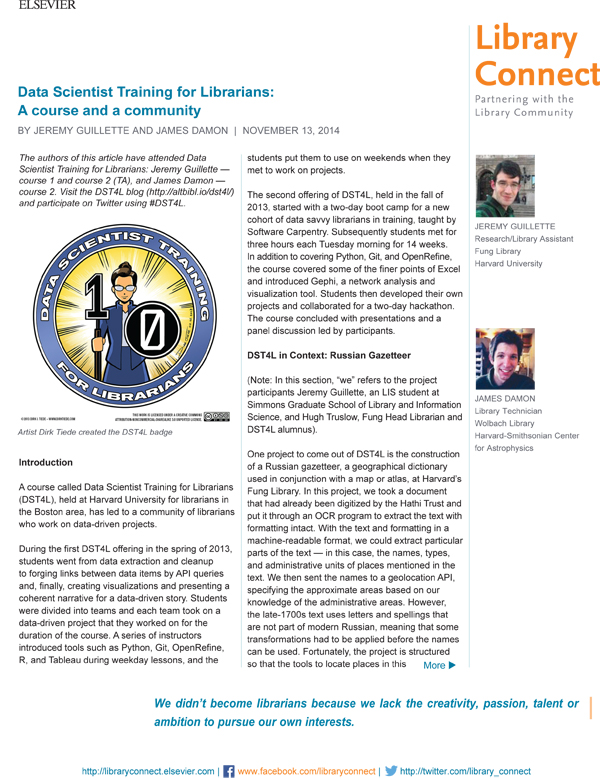 ELSEVIER
Library
Connect
Partnering with the
Library Community
Data Scientist Training for Librarians:
A course and a community
BY JEREMY GUILLETTE AND JAMES DAMON | NOVEMBER 13, 2014
The authors of this article have attended Data
Scientist Training for Librarians: Jeremy Guillette —
course 1 and course 2 (TA), and James Damon —
course 2. Visit the DST4L blog (http://altbibl.io/dst4l/)
and participate on Twitter using #DST4L.
DATA SCIENTIST TRAINING
1 0
FOR LIBRARIANS
Artist Dirk Tiede created the DST4L badge
Introduction
A course called Data Scientist Training for Librarians
(DST4L), held at Harvard University for librarians in
the Boston area, has led to a community of librarians
who work on data-driven projects.
During the first DST4L offering in the spring of 2013,
students went from data extraction and cleanup
to forging links between data items by API queries
and, finally, creating visualizations and presenting a
coherent narrative for a data-driven story. Students
were divided into teams and each team took on a
data-driven project that they worked on for the
duration of the course. A series of instructors
introduced tools such as Python, Git, OpenRefine,
R, and Tableau during weekday lessons, and the
students put them to use on weekends when they
met to work on projects.
The second offering of DST4L, held in the fall of
2013, started with a two-day boot camp for a new
cohort of data savvy librarians in training, taught by
Software Carpentry. Subsequently students met for
three hours each Tuesday morning for 14 weeks.
In addition to covering Python, Git, and OpenRefine,
the course covered some of the finer points of Excel
and introduced Gephi, a network analysis and
visualization tool. Students then developed their own
projects and collaborated for a two-day hackathon.
The course concluded with presentations and a
panel discussion led by participants.
DST4L in Context: Russian Gazetteer
(Note: In this section, “we” refers to the project
participants Jeremy Guillette, an LIS student at
Simmons Graduate School of Library and Information
Science, and Hugh Truslow, Fung Head Librarian and
DST4L alumnus).
One project to come out of DST4L is the construction
of a Russian gazetteer, a geographical dictionary
used in conjunction with a map or atlas, at Harvard’s
Fung Library. In this project, we took a document
that had already been digitized by the Hathi Trust and
put it through an OCR program to extract the text with
formatting intact. With the text and formatting in a
machine-readable format, we could extract particular
parts of the text — in this case, the names, types,
and administrative units of places mentioned in the
text. We then sent the names to a geolocation API,
specifying the approximate areas based on our
knowledge of the administrative areas. However,
the late-1700s text uses letters and spellings that
are not part of modern Russian, meaning that some
transformations had to be applied before the names
can be used. Fortunately, the project is structured
so that the tools to locate places in this More
JEREMY GUILLETTE
Research/Library Assistant
Fung Library
Harvard University
JAMES DAMON
Library Technician
Wolbach Library
Harvard-Smithsonian Center
for Astrophysics
We didn’t become librarians because we lack the creativity, passion, talent or
ambition to pursue our own interests.
http://libraryconnect.elsevier.com | www.facebook.com/libraryconnect | http://twitter.com/library_connect